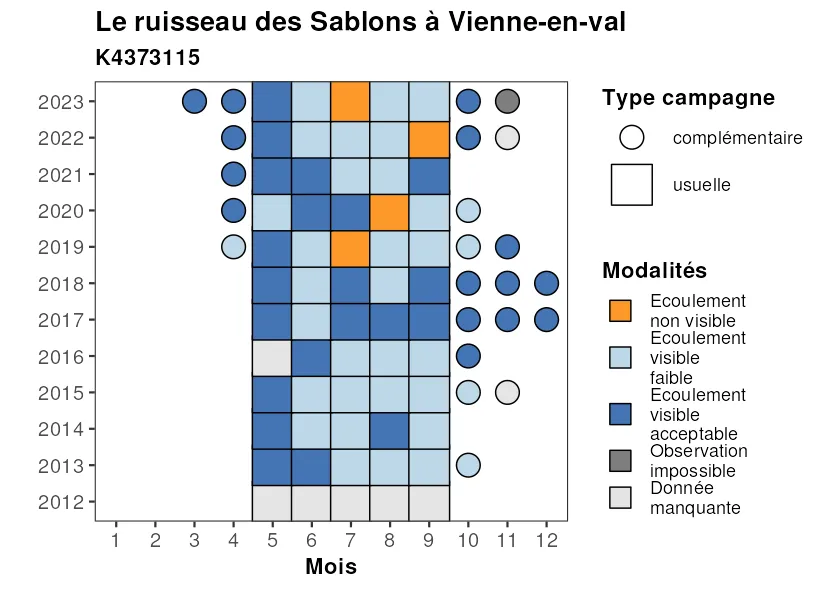 Le ruisseau des Sablons à Vienne-en-val
K4373115
2023
2022
2021
2020
2019
2018
2017
2016
2015
2014
2013
2012
1 2 3 4 5 6 7 8 9 10 11 12
Mois
Type campagne
complémentaire
usuelle
Modalités
Ecoulement
non visible
Ecoulement
visible
faible
Ecoulement
visible
acceptable
Observation
impossible
Donnée
manquante